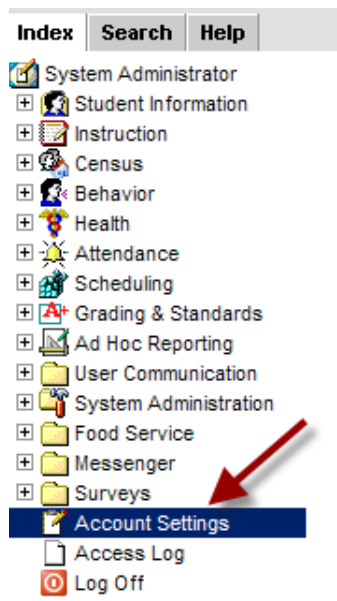 Index Search Help
System Administrator
Student Information
Instruction
Census
Behavior
Health
Attendance
Scheduling
A+ Grading & Standards
Ad Hoc Reporting
User Communication
System Administration
Food Service
Messenger
Surveys
Account Settings
Access Log
Log Off